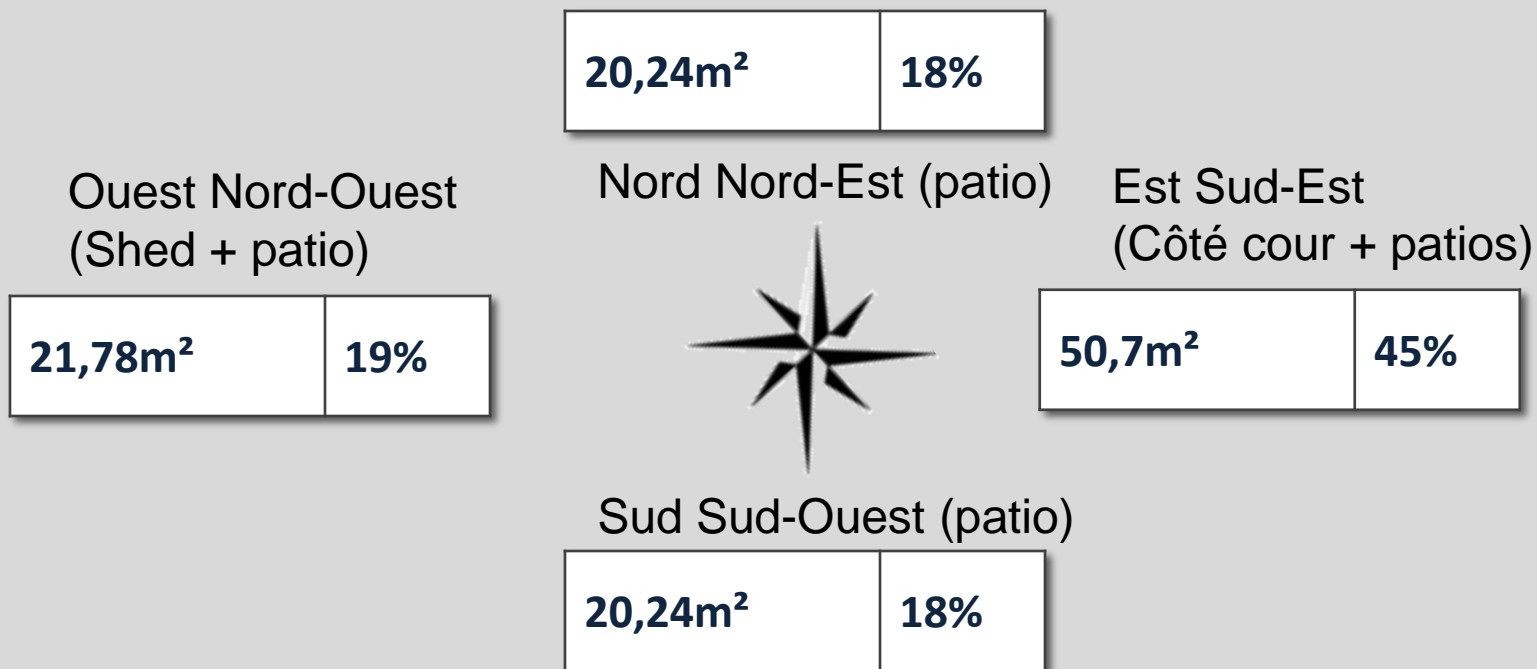 20,24m² 18%
Nord Nord-Est (patio)
Ouest Nord-Ouest
(Shed + patio)
21,78m² 19%
Est Sud-Est
(Côté cour + patios)
50,7m² 45%
Sud Sud-Ouest (patio)
20,24m² 18%